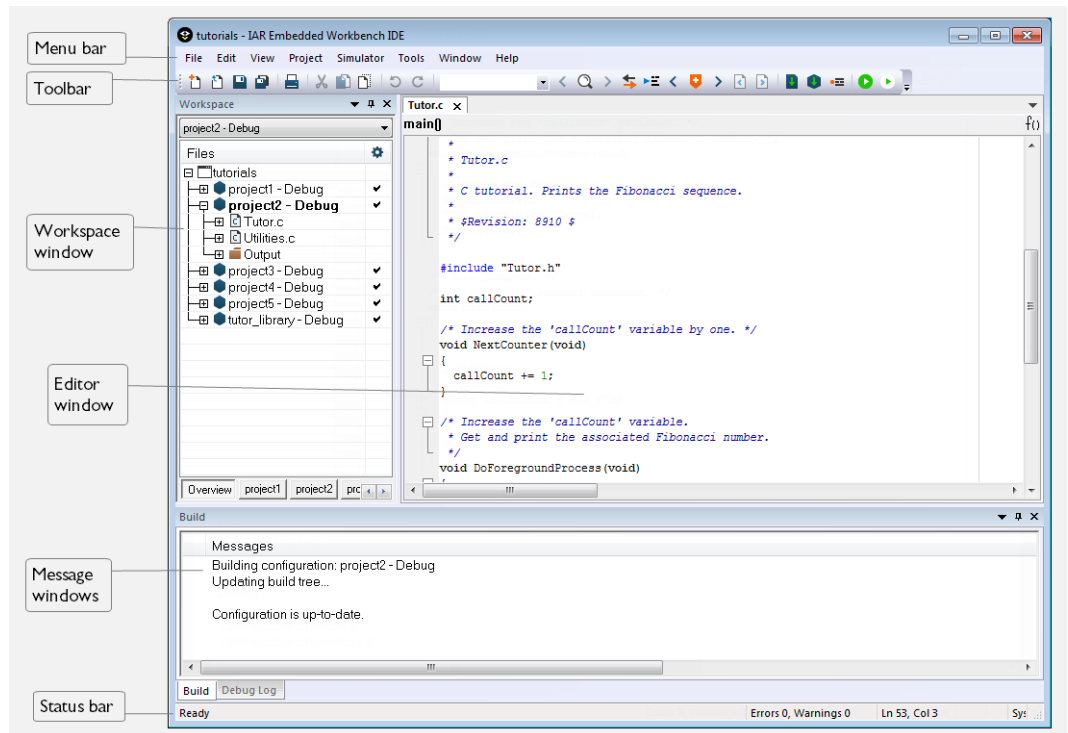 Menu bar
Toolbar
Workspace
window
Editor
window
Message
windows
Status bar
tutorials - IAR Embedded Workbench IDE
File Edit View Project Simulator Tools Window Help
Workspace
project2 - Debug
Files
tutorials
project1 - Debug
project2 - Debug
Tutor.c
Utilities.c
Output
project3 - Debug
project4 - Debug
project5 - Debug
tutor_library - Debug
Overview project1 project2 prc
Tutor.c
main()
f()
*
* Tutor.c
*
* C tutorial. Prints the Fibonacci sequence.
*
* $Revision: 8910 $
*/
#include "Tutor.h"
int callCount;
/* Increase the 'callCount' variable by one. */
void NextCounter(void)
{
callCount += 1;
}
/* Increase the 'callCount' variable.
* Get and print the associated Fibonacci number.
*/
void DoForegroundProcess(void)
{
Build
Messages
Building configuration: project2 - Debug
Updating build tree...
Configuration is up-to-date.
Build Debug Log
Ready Errors 0, Warnings 0 Ln 53, Col 3 Sys